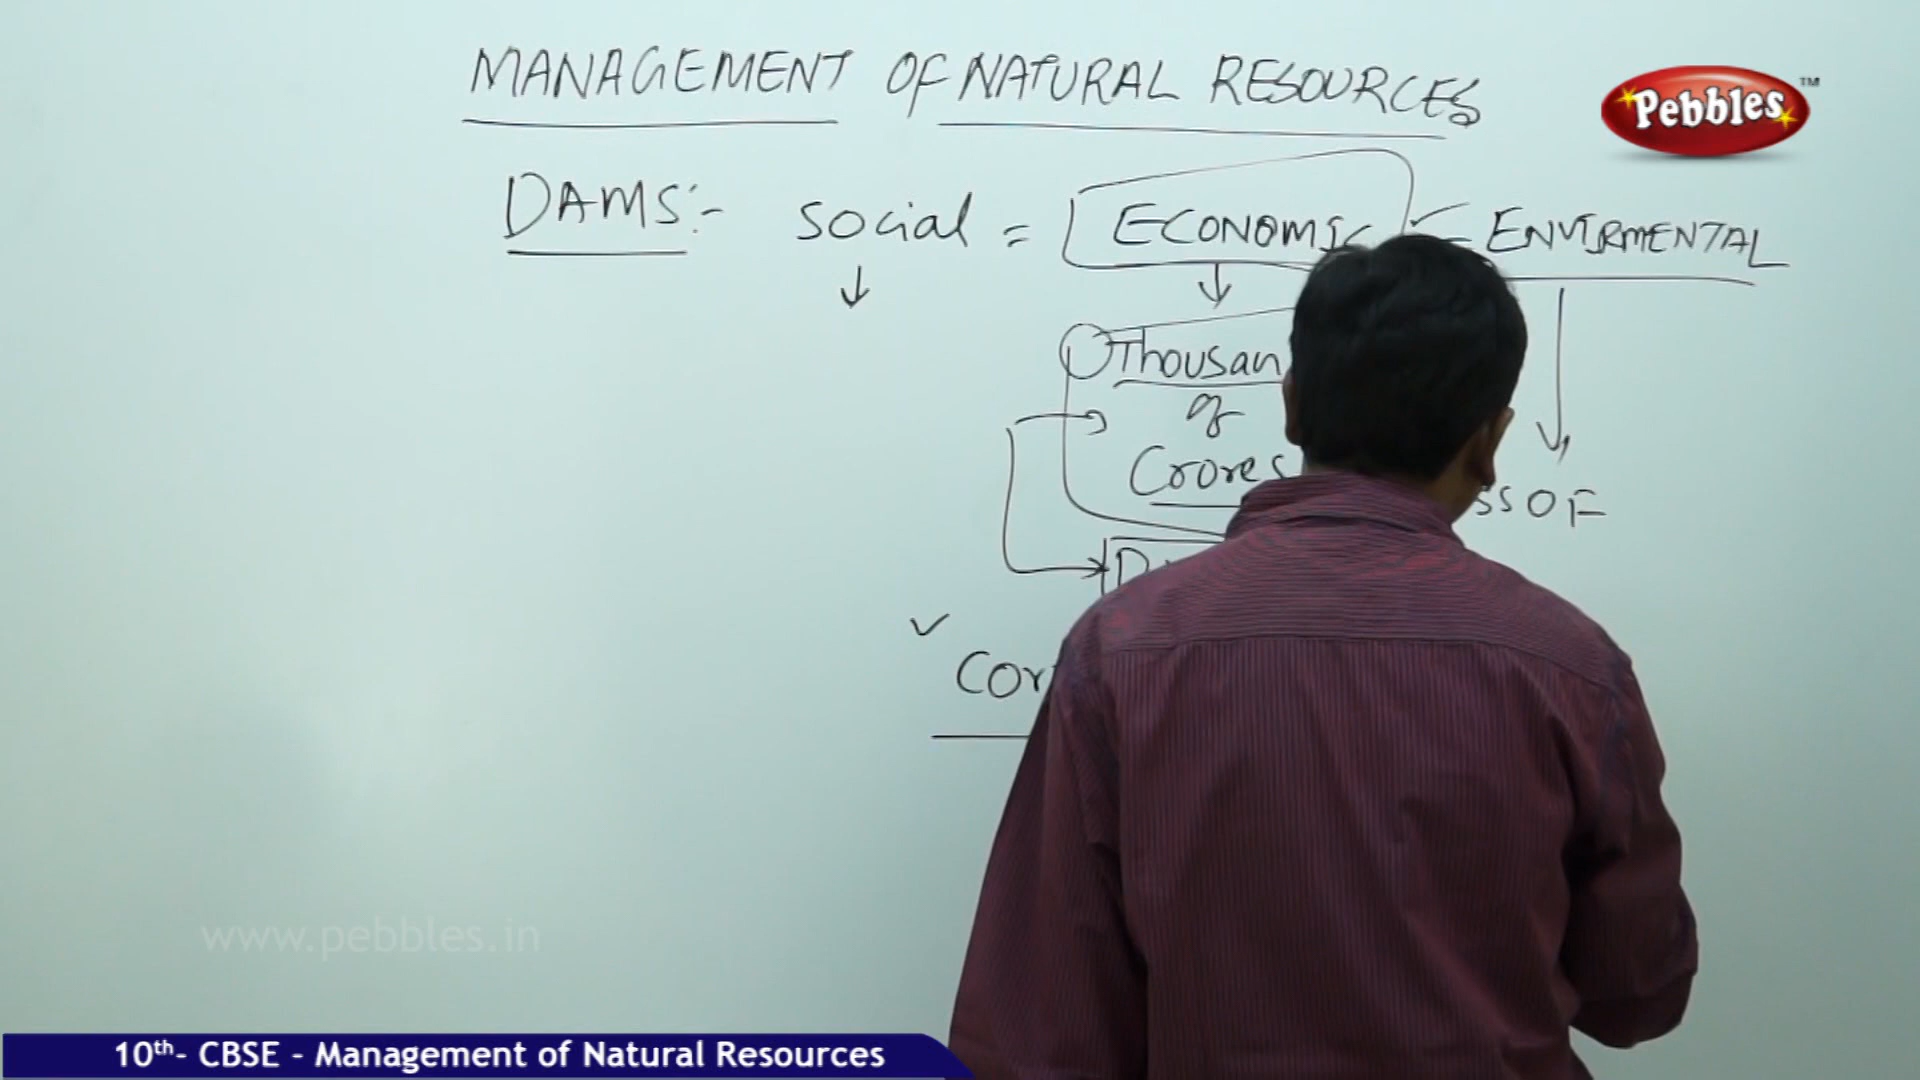 MANAGEMENT OF NATURAL RESOURCES
Pebbles TM
DAMS:- social = ECONOMIC = ENVIRMENTAL
Thousan
of
Crores
SS OF
www.pebbles.in
10th- CBSE - Management of Natural Resources